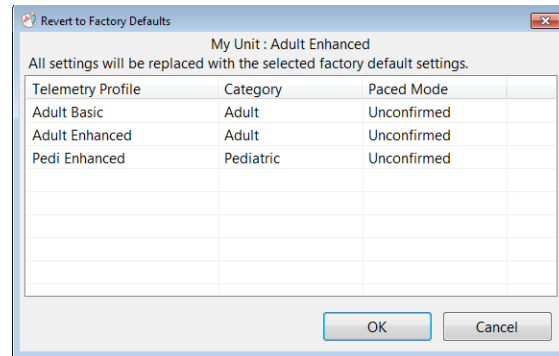 Revert to Factory Defaults
My Unit : Adult Enhanced
All settings will be replaced with the selected factory default settings.
Telemetry Profile Category Paced Mode
Adult Basic Adult Unconfirmed
Adult Enhanced Adult Unconfirmed
Pedi Enhanced Pediatric Unconfirmed
OK Cancel